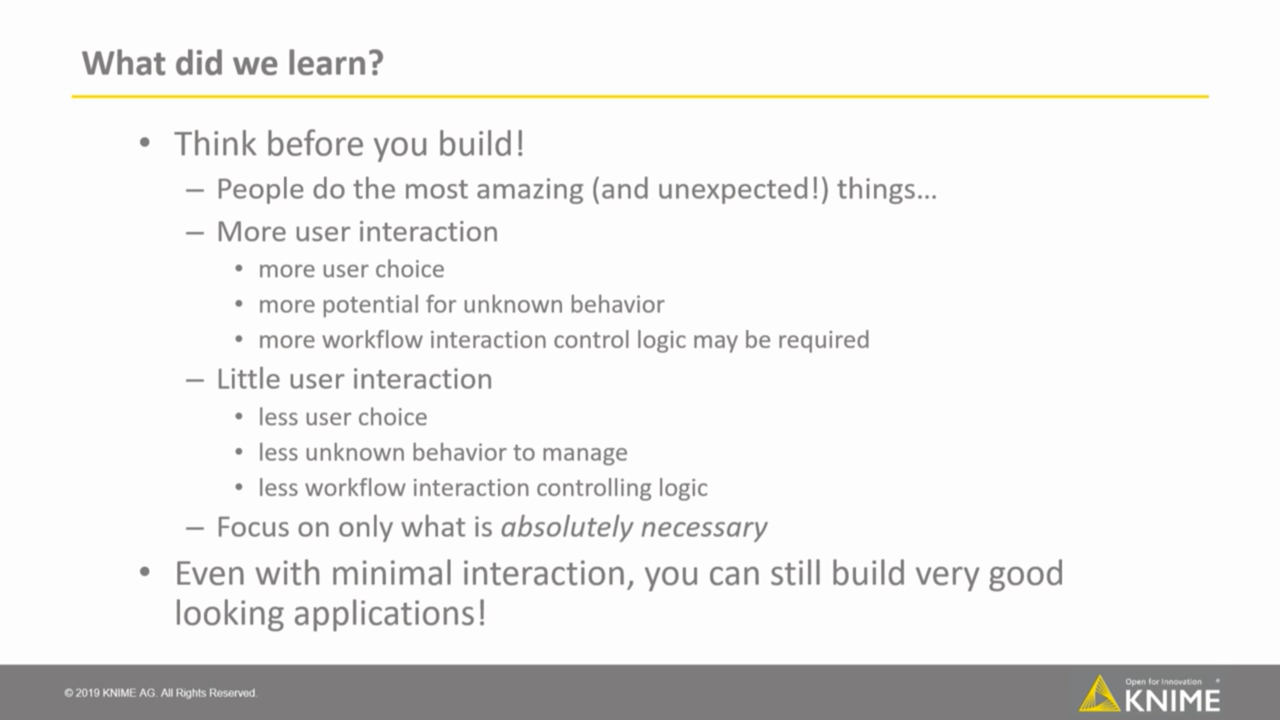 What did we learn?
• Think before you build!
– People do the most amazing (and unexpected!) things...
– More user interaction
• more user choice
• more potential for unknown behavior
• more workflow interaction control logic may be required
– Little user interaction
• less user choice
• less unknown behavior to manage
• less workflow interaction controlling logic
– Focus on only what is absolutely necessary
• Even with minimal interaction, you can still build very good
looking applications!
© 2019 KNIME AG. All Rights Reserved.
Open for Innovation
KNIME